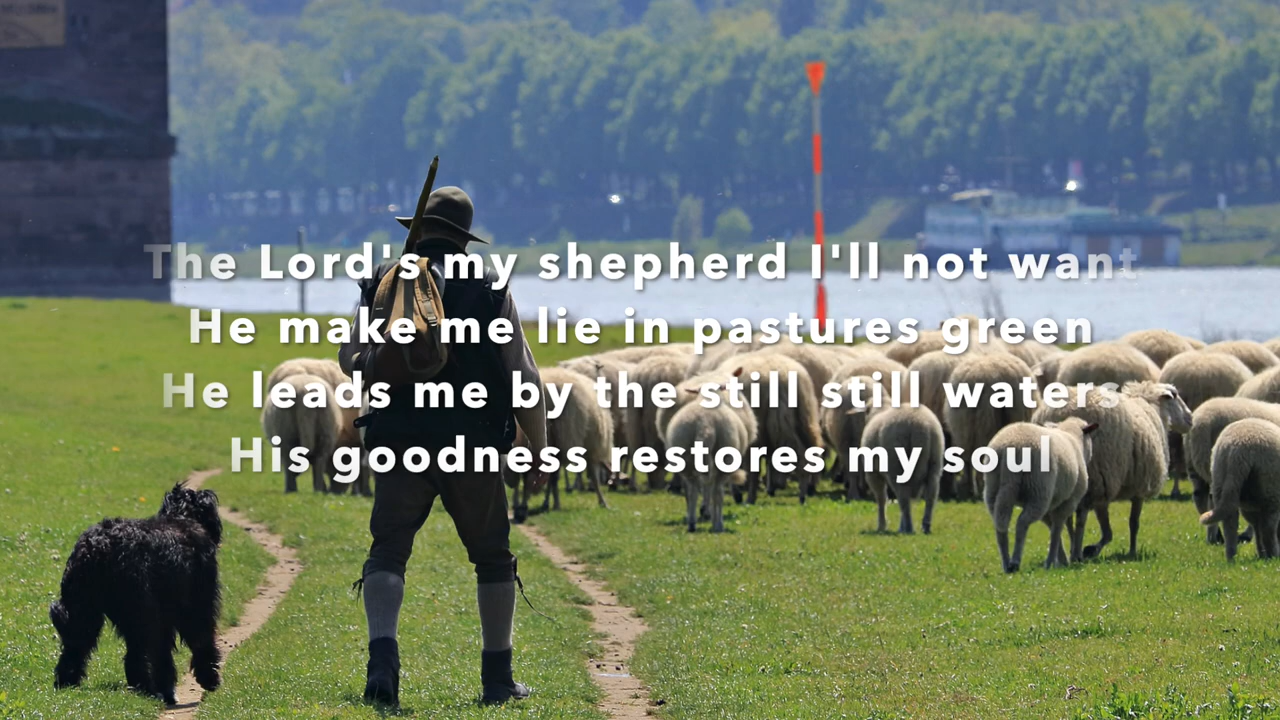 The Lord's my shepherd I'll not want
He make me lie in pastures green
He leads me by the still still waters
His goodness restores my soul